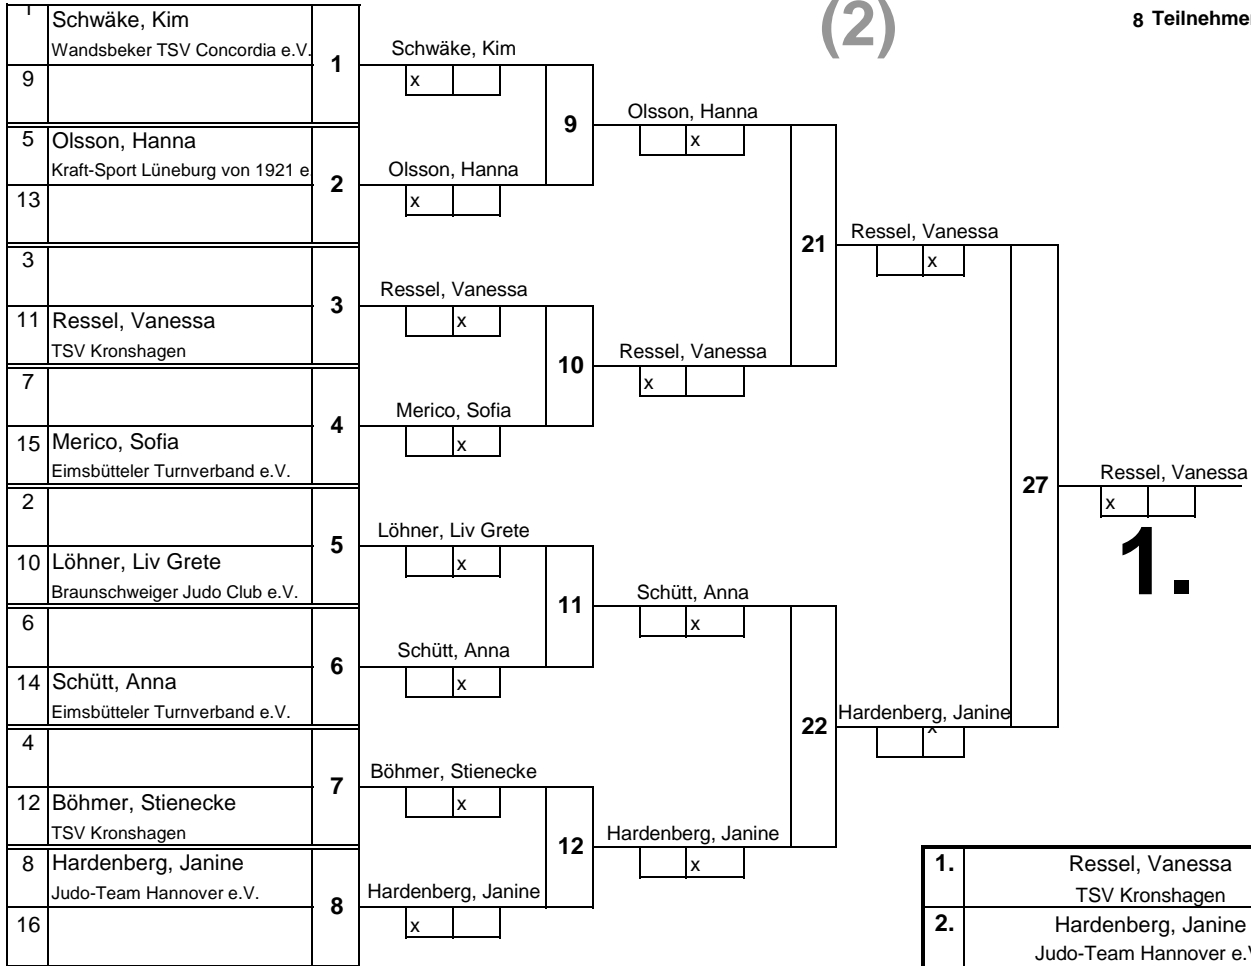 (2)
8 Teilnehmer
1 Schwäke, Kim
Wandsbeker TSV Concordia e.V.
1
9
Schwäke, Kim
x
5 Olsson, Hanna
Kraft-Sport Lüneburg von 1921 e.
2
13
Olsson, Hanna
x
9
Olsson, Hanna
x
3
3
11 Ressel, Vanessa
TSV Kronshagen
Ressel, Vanessa
x
7
4
15 Merico, Sofia
Eimsbütteler Turnverband e.V.
Merico, Sofia
x
10
Ressel, Vanessa
x
21
Ressel, Vanessa
x
2
5
10 Löhner, Liv Grete
Braunschweiger Judo Club e.V.
Löhner, Liv Grete
x
6
6
14 Schütt, Anna
Eimsbütteler Turnverband e.V.
Schütt, Anna
x
11
Schütt, Anna
x
4
7
12 Böhmer, Stienecke
TSV Kronshagen
Böhmer, Stienecke
x
8 Hardenberg, Janine
Judo-Team Hannover e.V.
8
16
Hardenberg, Janine
x
12
Hardenberg, Janine
x
22
Hardenberg, Janine
x
27
Ressel, Vanessa
x
1.
1. Ressel, Vanessa
TSV Kronshagen
2. Hardenberg, Janine
Judo-Team Hannover e.V